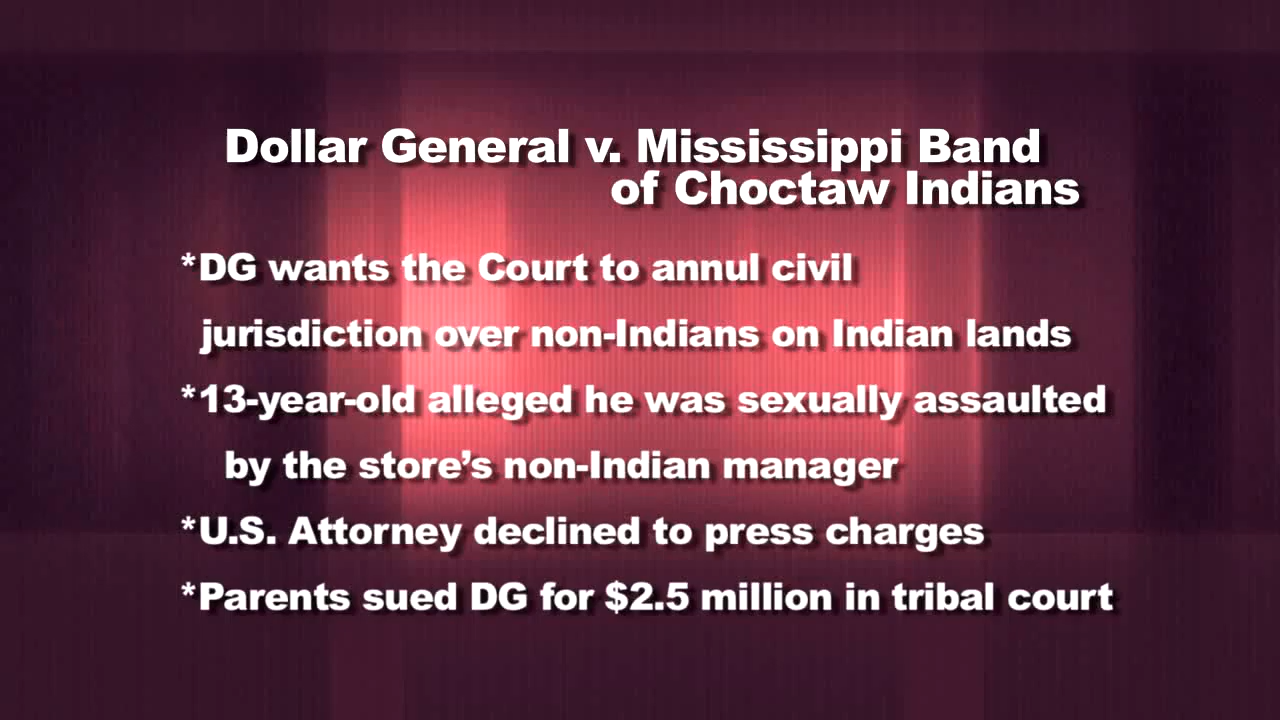 Dollar General v. Mississippi Band
of Choctaw Indians
*DG wants the Court to annul civil
jurisdiction over non-Indians on Indian lands
*13-year-old alleged he was sexually assaulted
by the store’s non-Indian manager
*U.S. Attorney declined to press charges
*Parents sued DG for $2.5 million in tribal court